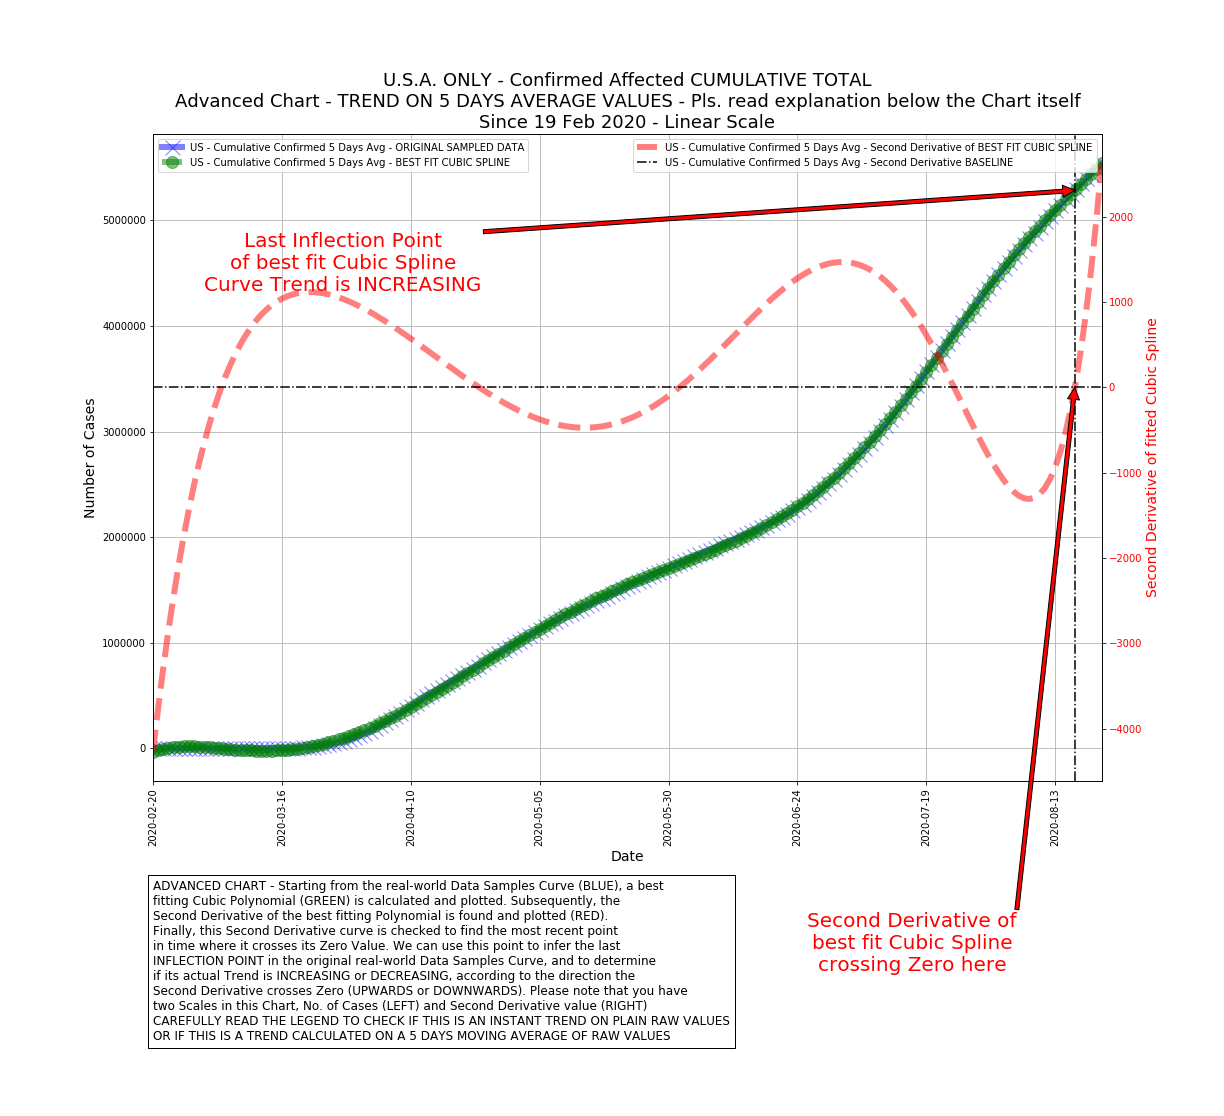 U.S.A. ONLY - Confirmed Affected CUMULATIVE TOTAL
Advanced Chart - TREND ON 5 DAYS AVERAGE VALUES - Pls. read explanation below the Chart itself
Since 19 Feb 2020 - Linear Scale
US - Cumulative Confirmed 5 Days Avg - ORIGINAL SAMPLED DATA
US - Cumulative Confirmed 5 Days Avg - BEST FIT CUBIC SPLINE
US - Cumulative Confirmed 5 Days Avg - Second Derivative of BEST FIT CUBIC SPLINE
US - Cumulative Confirmed 5 Days Avg - Second Derivative BASELINE
Last Inflection Point
of best fit Cubic Spline
Curve Trend is INCREASING
Number of Cases
5000000
4000000
3000000
2000000
1000000
0
2000
1000
0
−1000
−2000
−3000
−4000
Second Derivative of fitted Cubic Spline
2020-02-20
2020-03-16
2020-04-10
2020-05-05
2020-05-30
2020-06-24
2020-07-19
2020-08-13
Date
ADVANCED CHART - Starting from the real-world Data Samples Curve (BLUE), a best
fitting Cubic Polynomial (GREEN) is calculated and plotted. Subsequently, the
Second Derivative of the best fitting Polynomial is found and plotted (RED).
Finally, this Second Derivative curve is checked to find the most recent point
in time where it crosses its Zero Value. We can use this point to infer the last
INFLECTION POINT in the original real-world Data Samples Curve, and to determine
if its actual Trend is INCREASING or DECREASING, according to the direction the
Second Derivative crosses Zero (UPWARDS or DOWNWARDS). Please note that you have
two Scales in this Chart, No. of Cases (LEFT) and Second Derivative value (RIGHT)
CAREFULLY READ THE LEGEND TO CHECK IF THIS IS AN INSTANT TREND ON PLAIN RAW VALUES
OR IF THIS IS A TREND CALCULATED ON A 5 DAYS MOVING AVERAGE OF RAW VALUES
Second Derivative of
best fit Cubic Spline
crossing Zero here